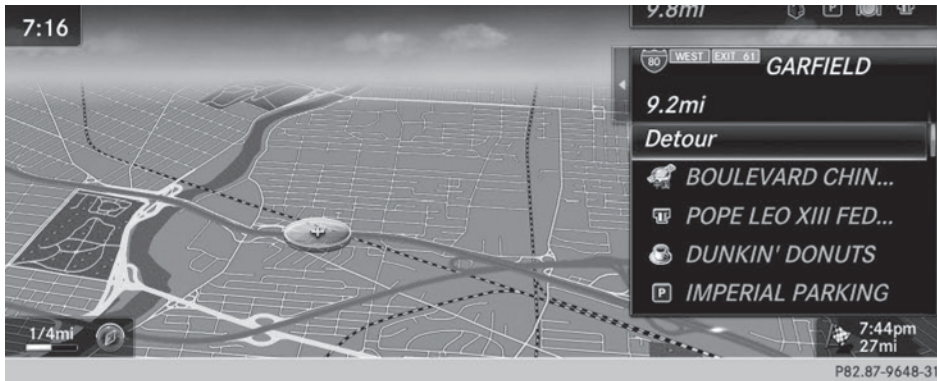 7:16
9.8mi
P
80 WEST EXIT 61 GARFIELD
9.2mi
Detour
BOULEVARD CHIN...
POPE LEO XIII FED...
DUNKIN' DONUTS
P IMPERIAL PARKING
1/4mi
7:44pm
27mi
P82.87-9648-31